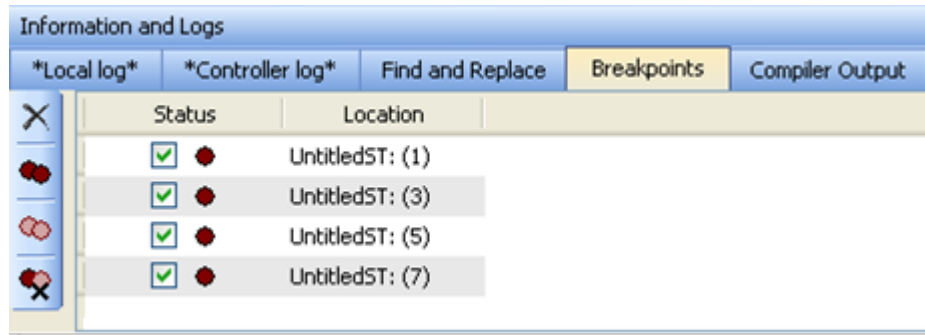 Information and Logs
*Local log* *Controller log* Find and Replace Breakpoints Compiler Output
Status Location
UntitledST: (1)
UntitledST: (3)
UntitledST: (5)
UntitledST: (7)